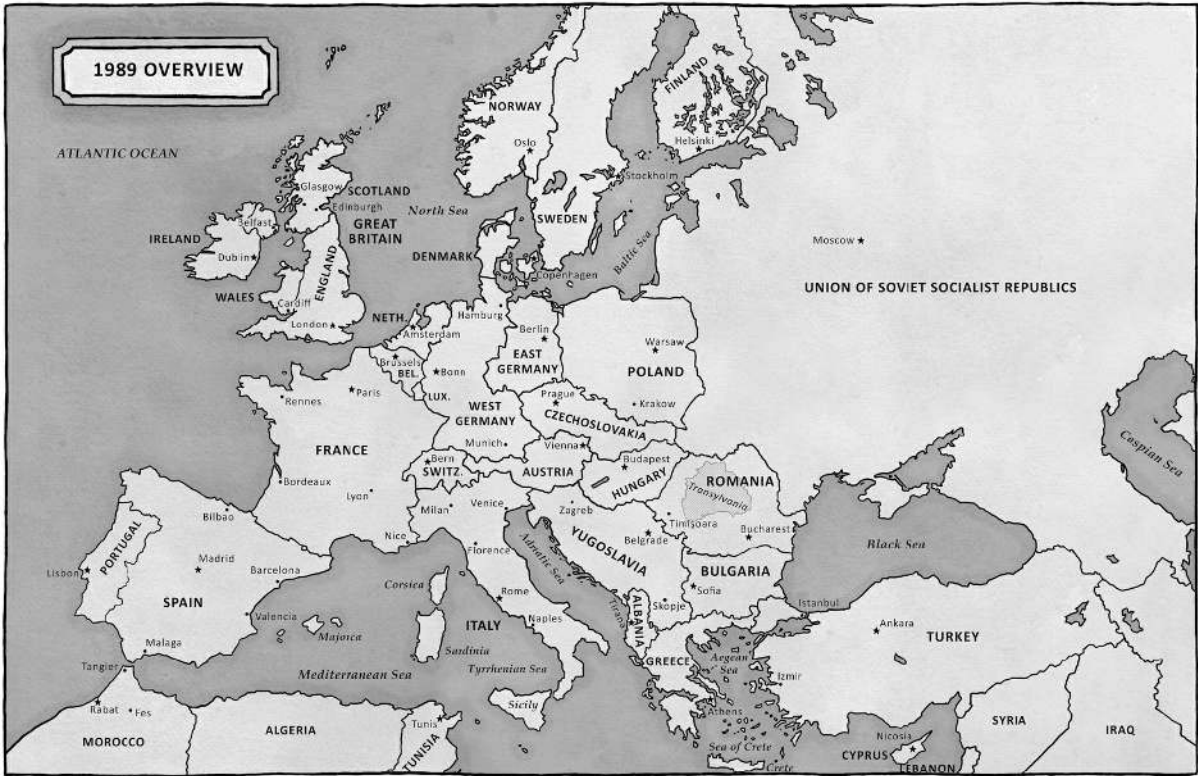 1989 OVERVIEW
ATLANTIC OCEAN
NORWAY
Oslo
FINLAND
Helsinki
Stockholm
SWEDEN
Glasgow
SCOTLAND
Edinburgh
GREAT
BRITAIN
North Sea
Belfast
IRELAND
Dublin
ENGLAND
WALES
Cardiff
London
DENMARK
Copenhagen
Baltic Sea
Moscow
UNION OF SOVIET SOCIALIST REPUBLICS
NETH.
Amsterdam
Hamburg
Berlin
EAST
GERMANY
Warsaw
POLAND
Krakow
Brussels
BEL.
Bonn
LUX.
WEST
GERMANY
Munich
Prague
CZECHOSLOVAKIA
Vienna
Rennes
Paris
FRANCE
Bordeaux
Lyon
Nice
Bern
SWITZ.
AUSTRIA
Budapest
HUNGARY
ROMANIA
Transylvania
Timişoara
Bucharest
Caspian Sea
Milan
Venice
Zagreb
Belgrade
YUGOSLAVIA
Black Sea
Bilbao
PORTUGAL
Lisbon
Madrid
Barcelona
SPAIN
Valencia
Malaga
Majorca
Corsica
Florence
Adriatic Sea
Rome
ITALY
Naples
Sardinia
Tyrrhenian Sea
Sicily
Mediterranean Sea
BULGARIA
Sofia
Skopje
Tirana
ALBANIA
GREECE
Aegean
Sea
Athens
Istanbul
Ankara
TURKEY
Izmir
Sea of Crete
Crete
Nicosia
CYPRUS
LEBANON
SYRIA
IRAQ
Tangier
Rabat
Fes
MOROCCO
ALGERIA
Tunis
TUNISIA